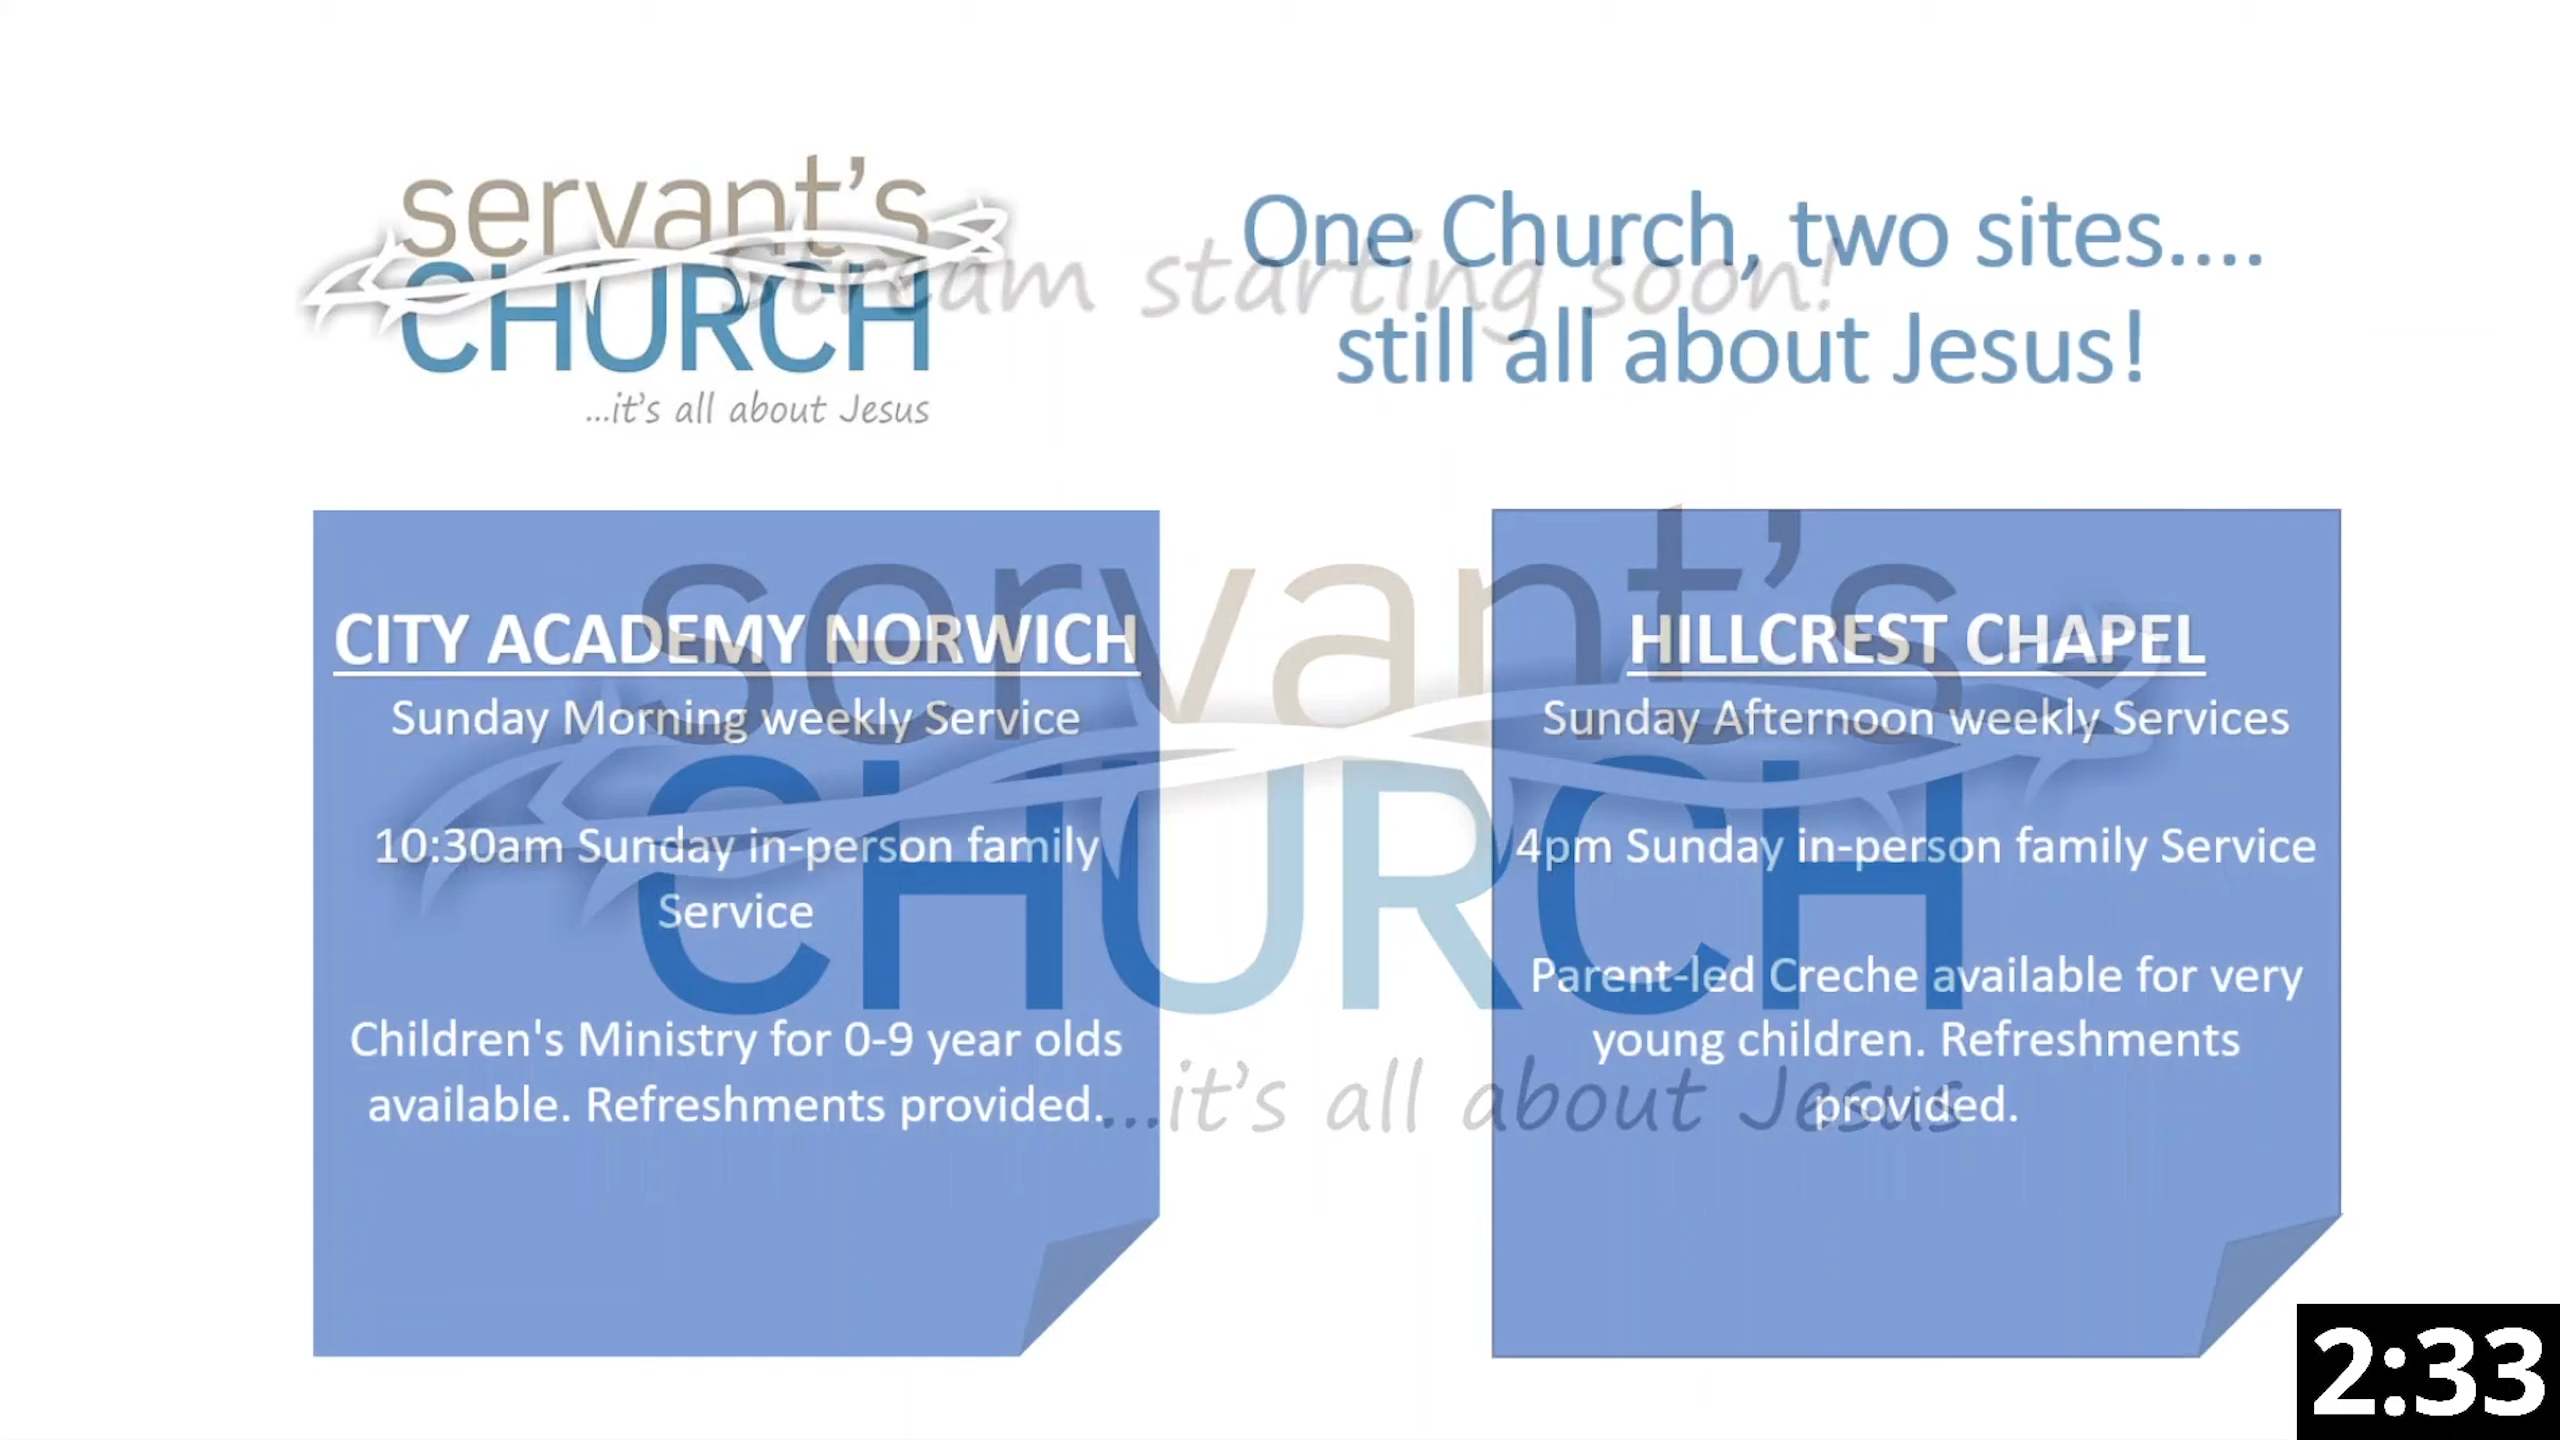 servant's
CHURCH
...it's all about Jesus
One Church, two sites....
still all about Jesus!
Stream starting soon!
CITY ACADEMY NORWICH
Sunday Morning weekly Service
10:30am Sunday in-person family
Service
Children's Ministry for 0-9 year olds
available. Refreshments provided.
HILLCREST CHAPEL
Sunday Afternoon weekly Services
4pm Sunday in-person family Service
Parent-led Creche available for very
young children. Refreshments
provided.
servant's
CHURCH
...it's all about Jesus
2:33